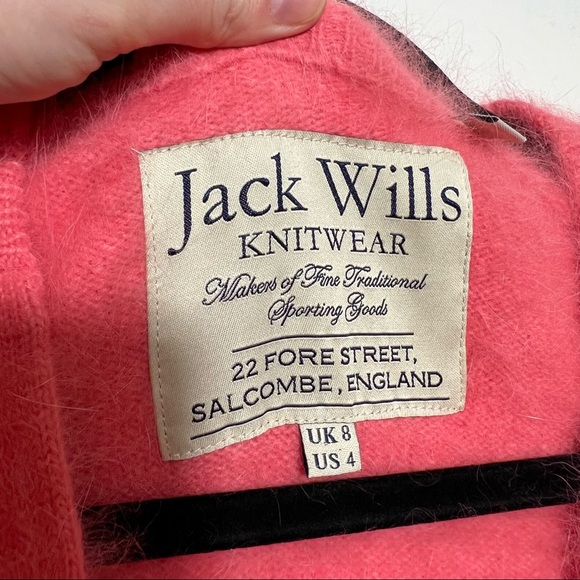 Jack Wills
KNITWEAR
Makers of Fine Traditional
Sporting Goods
22 FORE STREET,
SALCOMBE, ENGLAND
UK 8
US 4